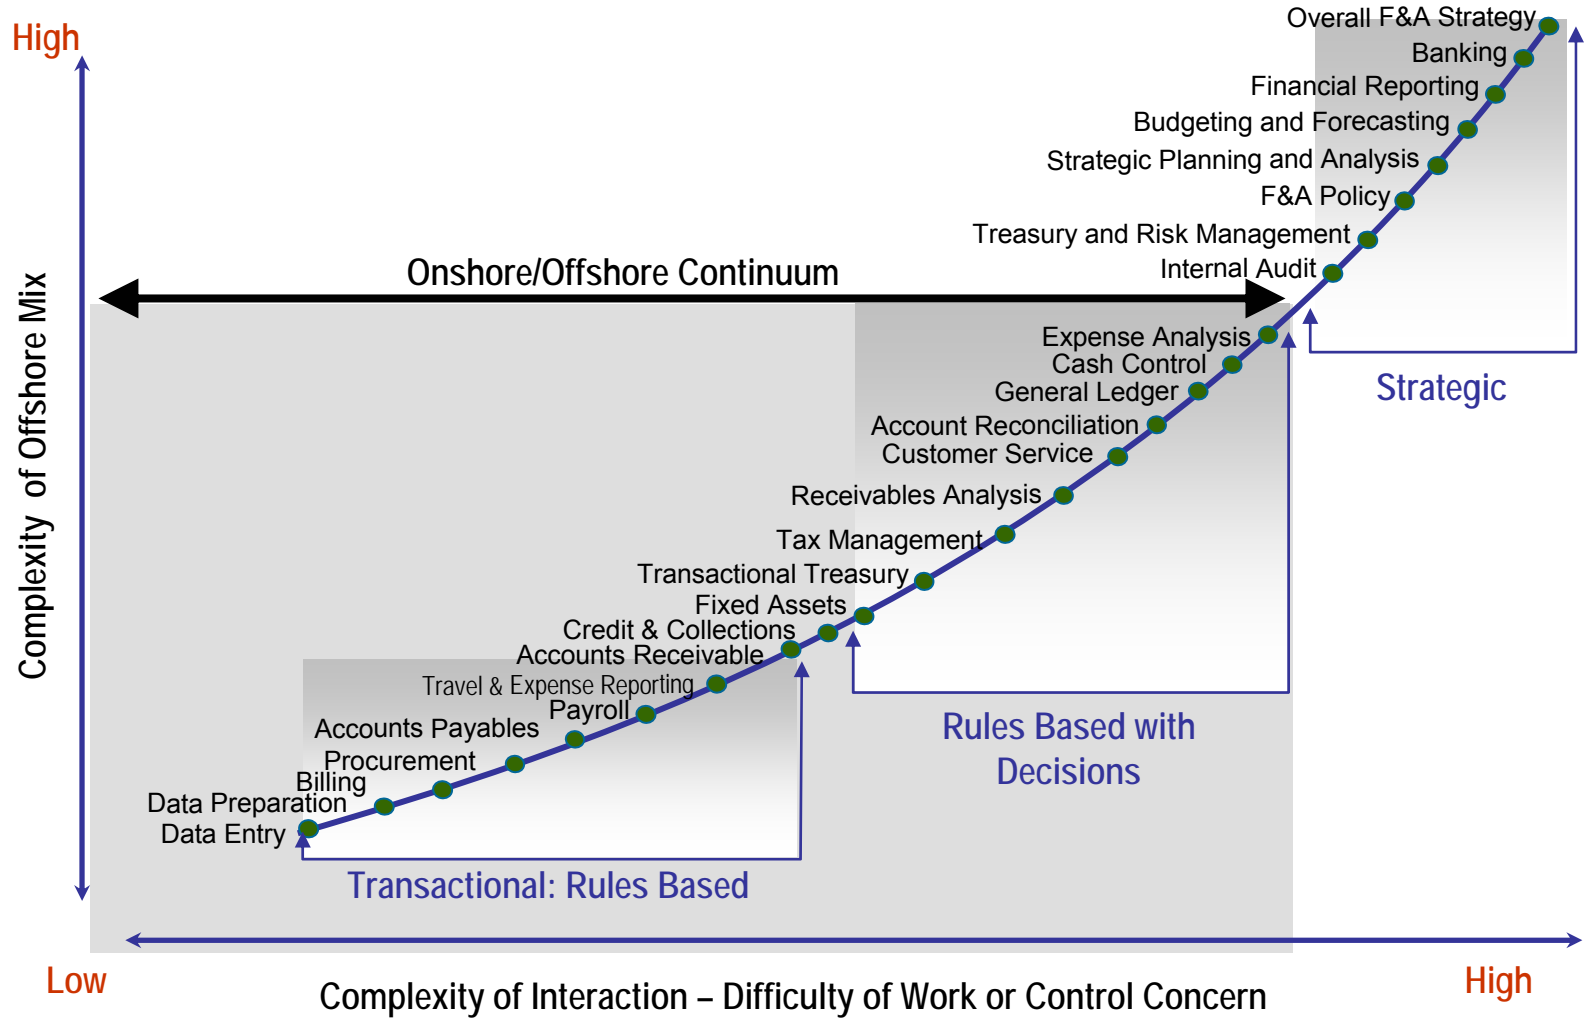 High
Overall F&A Strategy
Banking
Financial Reporting
Budgeting and Forecasting
Strategic Planning and Analysis
F&A Policy
Treasury and Risk Management
Internal Audit
Onshore/Offshore Continuum
Expense Analysis
Cash Control
General Ledger
Account Reconciliation
Customer Service
Receivables Analysis
Tax Management
Transactional Treasury
Fixed Assets
Credit & Collections
Accounts Receivable
Travel & Expense Reporting
Payroll
Accounts Payables
Procurement
Billing
Data Preparation
Data Entry
Strategic
Rules Based with
Decisions
Transactional: Rules Based
Complexity of Offshore Mix
Low
High
Complexity of Interaction – Difficulty of Work or Control Concern